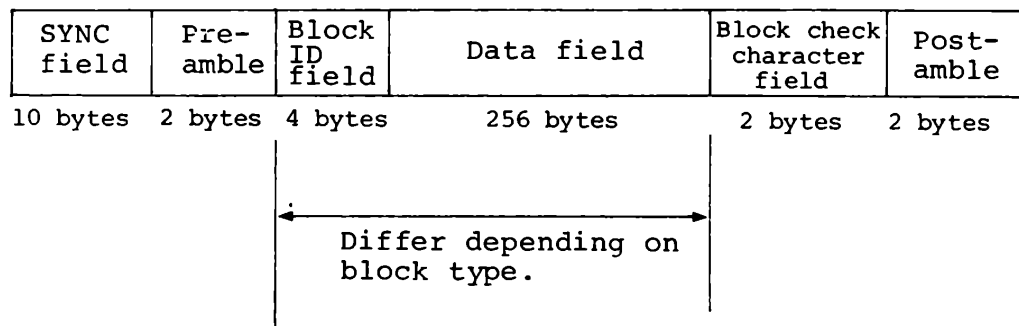 SYNC field
Pre-amble
Block ID field
Data field
Block check character field
Post-amble
10 bytes 2 bytes 4 bytes 256 bytes 2 bytes 2 bytes
Differ depending on
block type.